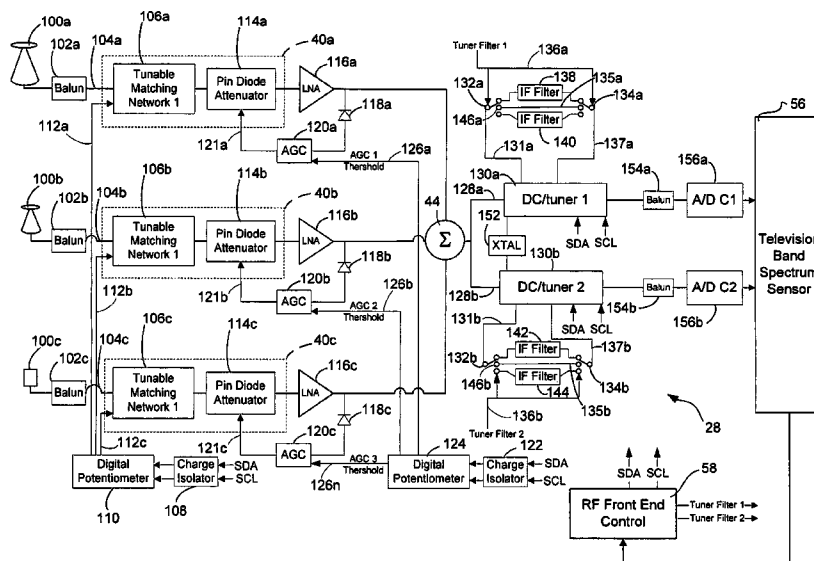 100a
102a
Balun
104a
106a
Tunable
Matching
Network 1
112a
114a
Pin Diode
Attenuator
40a
116a
LNA
118a
120a
AGC
121a
AGC 1
Thershold
126a
100b
102b
Balun
104b
106b
Tunable
Matching
Network 1
112b
114b
Pin Diode
Attenuator
40b
116b
LNA
118b
120b
AGC
121b
AGC 2
Thershold
126b
100c
102c
Balun
104c
106c
Tunable
Matching
Network 1
112c
114c
Pin Diode
Attenuator
40c
116c
LNA
118c
120c
AGC
121c
AGC 3
Thershold
126n
Digital
Potentiometer
110
Charge
Isolator
108
SDA
SCL
124
Digital
Potentiometer
122
Charge
Isolator
SDA
SCL
44
Σ
Tuner Filter 1
136a
132a
IF Filter
138
135a
134a
146a
IF Filter
140
131a
137a
130a
128a
DC/tuner 1
SDA
SCL
152
XTAL
130b
128b
DC/tuner 2
SDA
SCL
131b
142
IF Filter
137b
132b
146b
IF Filter
144
135b
134b
136b
Tuner Filter 2
154a
Balun
156a
A/D C1
154b
Balun
156b
A/D C2
56
Television
Band
Spectrum
Sensor
28
SDA
SCL
58
RF Front End
Control
Tuner Filter 1
Tuner Filter 2